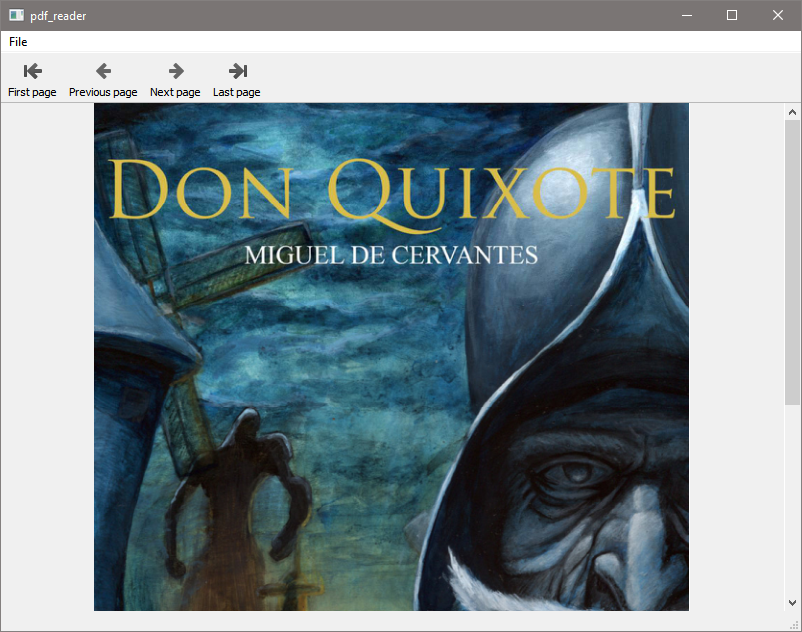 pdf_reader
File
First page Previous page Next page Last page
DON QUIXOTE
MIGUEL DE CERVANTES